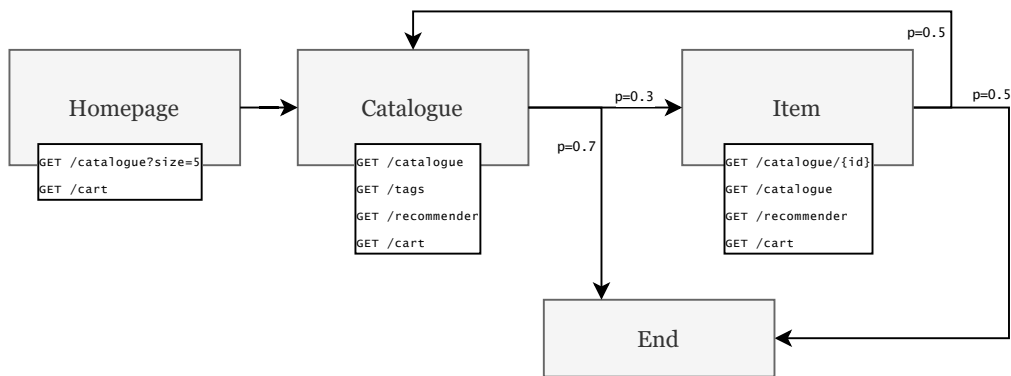 p=0.5
Homepage
Catalogue
p=0.3
Item
p=0.5
p=0.7
GET /catalogue?size=5
GET /cart
GET /catalogue
GET /tags
GET /recommender
GET /cart
GET /catalogue/{id}
GET /catalogue
GET /recommender
GET /cart
End